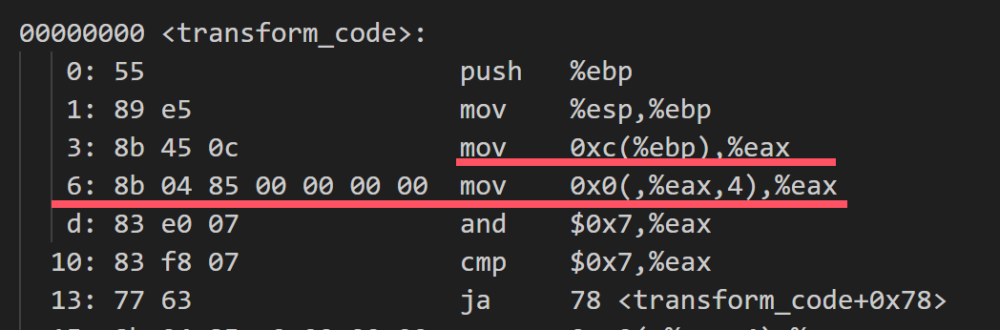 00000000 <transform_code>:
0: 55 push %ebp
1: 89 e5 mov %esp,%ebp
3: 8b 45 0c mov 0xc(%ebp),%eax
6: 8b 04 85 00 00 00 00 mov 0x0(,%eax,4),%eax
d: 83 e0 07 and $0x7,%eax
10: 83 f8 07 cmp $0x7,%eax
13: 77 63 ja 78 <transform_code+0x78>